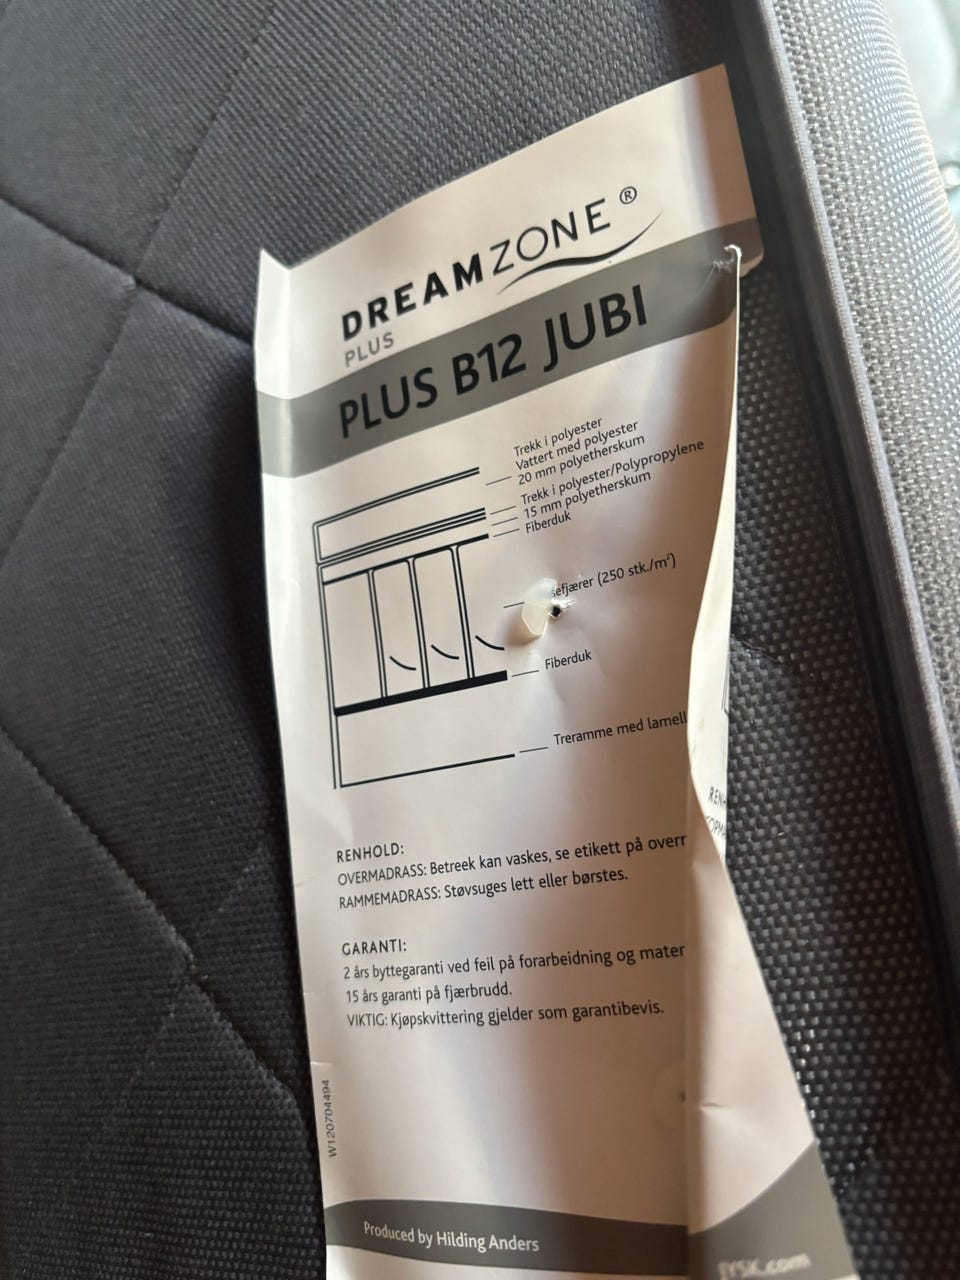 DREAMZONE®
PLUS
PLUS B12 JUBI
Trekk i polyester
Vattert med polyester
20 mm polyetherskum
Trekk i polyester/Polypropylene
15 mm polyetherskum
Fiberduk
(250 stk./m²)
Fiberduk
Treramme med lamell
RENHOLD:
OVERMADRASS: Betreek kan vaskes, se etikett på overr
RAMMEMADRASS: Støvsuges lett eller børstes.
GARANTI:
2 års byttegaranti ved feil på forarbeidning og mater
15 års garanti på fjærbrudd.
VIKTIG: Kjøpskvittering gjelder som garantibevis.
W120704494
Produced by Hilding Anders
JYSK.com